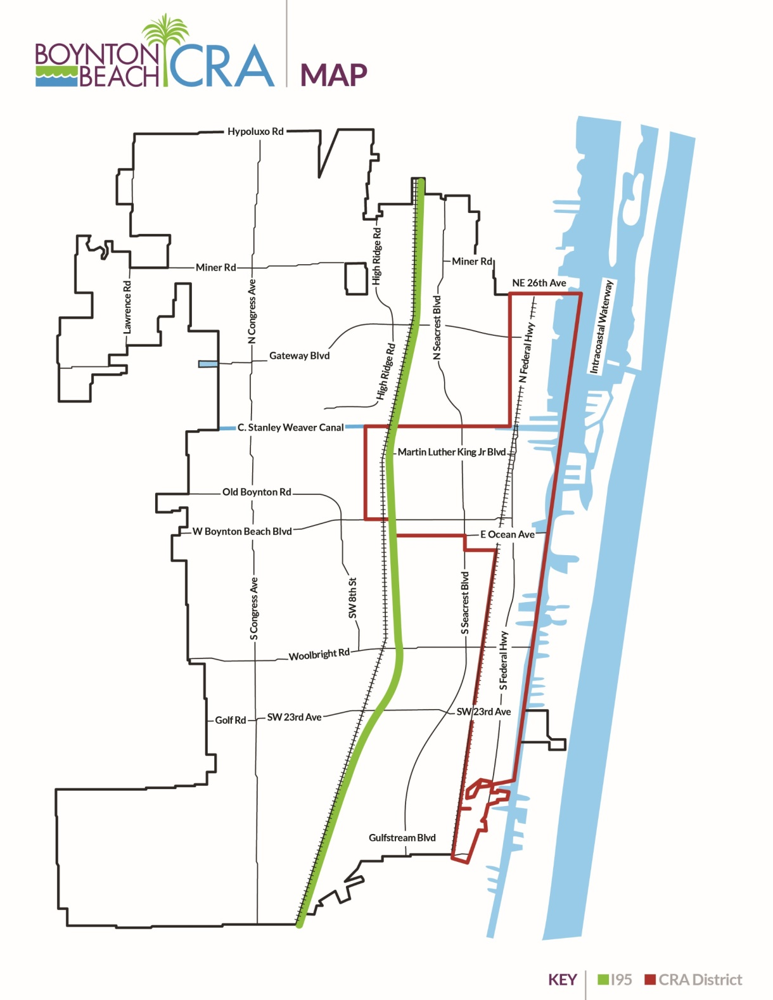 BOYNTON
BEACH
CRA
MAP
Hypoluxo Rd
High Ridge Rd
Miner Rd
Miner Rd
NE 26th Ave
Lawrence Rd
N Congress Ave
N Seacrest Blvd
Intracoastal Waterway
N Federal Hwy
Gateway Blvd
High Ridge Rd
C. Stanley Weaver Canal
Martin Luther King Jr Blvd
Old Boynton Rd
W Boynton Beach Blvd
E Ocean Ave
S Congress Ave
SW 8th St
S Seacrest Blvd
S Federal Hwy
Woolbright Rd
Golf Rd
SW 23rd Ave
SW 23rd Ave
Gulfstream Blvd
KEY
I95
CRA District